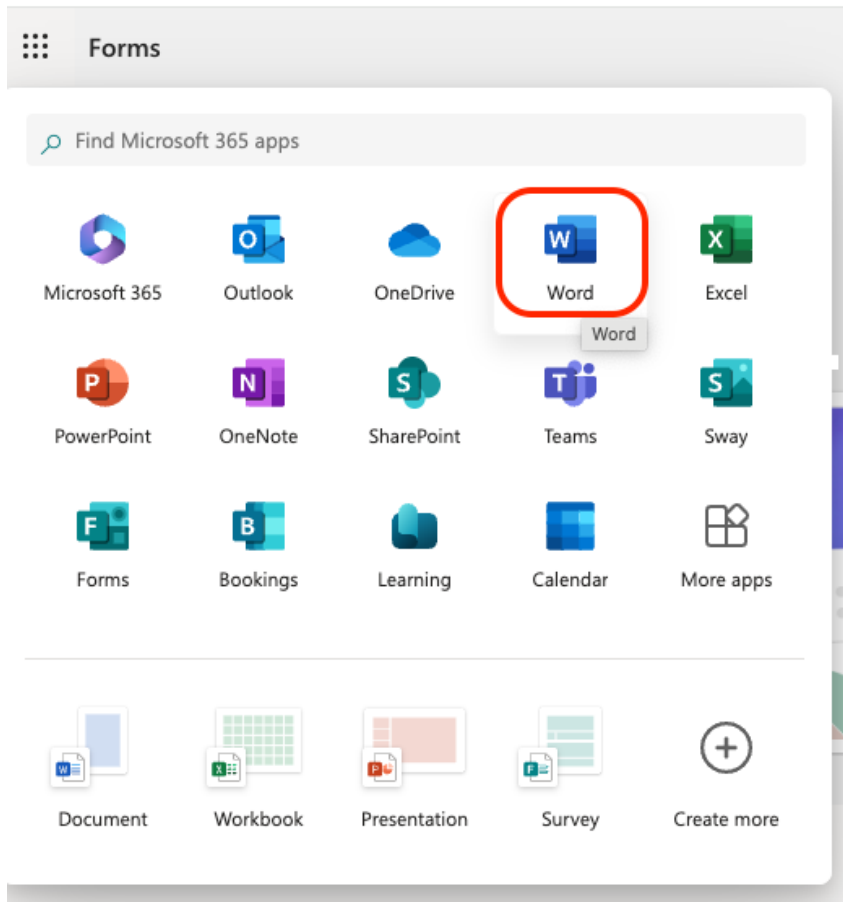 Forms
Find Microsoft 365 apps
Microsoft 365 Outlook OneDrive Word Excel
Word
PowerPoint OneNote SharePoint Teams Sway
Forms Bookings Learning Calendar More apps
Document Workbook Presentation Survey Create more